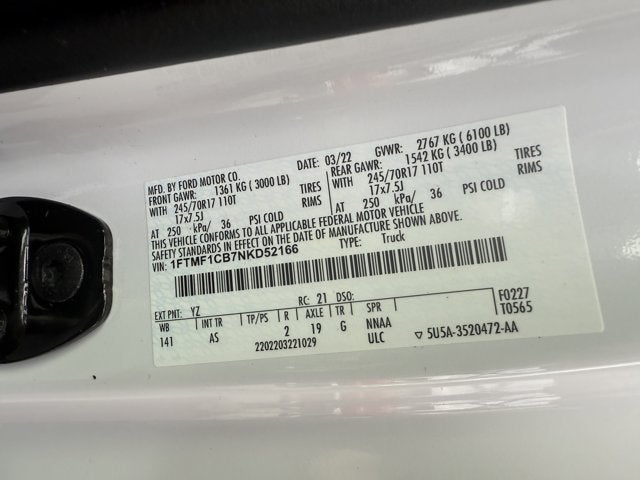 MFD. BY FORD MOTOR CO. DATE: 03/22 GVWR: 2767 KG ( 6100 LB)
FRONT GAWR: 1361 KG ( 3000 LB) REAR GAWR: 1542 KG ( 3400 LB)
WITH 245/70R17 110T TIRES WITH 245/70R17 110T TIRES
17x7.5J RIMS 17x7.5J RIMS
AT 250 kPa/ 36 PSI COLD AT 250 kPa/ 36 PSI COLD
THIS VEHICLE CONFORMS TO ALL APPLICABLE FEDERAL MOTOR VEHICLE
SAFETY STANDARDS IN EFFECT ON THE DATE OF MANUFACTURE SHOWN ABOVE.
VIN: 1FTMF1CB7NKD52166 TYPE: Truck
EXT PNT: YZ RC: 21 DSO: F0227
WB INT TR TP/PS R AXLE TR SPR T0565
141 AS 2 19 G NNAA
2202203221029 ULC ▽ 5U5A-3520472-AA